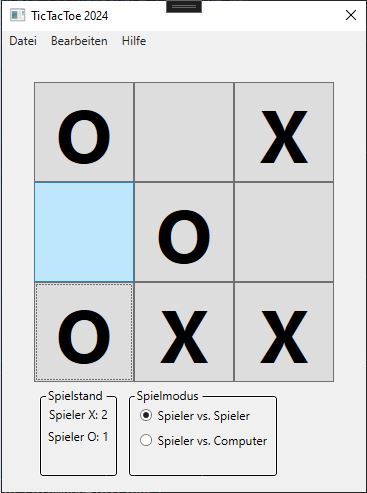 TicTacToe 2024
Datei Bearbeiten Hilfe
O X
O
O X X
Spielstand Spielmodus
Spieler X: 2 Spieler vs. Spieler
Spieler O: 1 Spieler vs. Computer